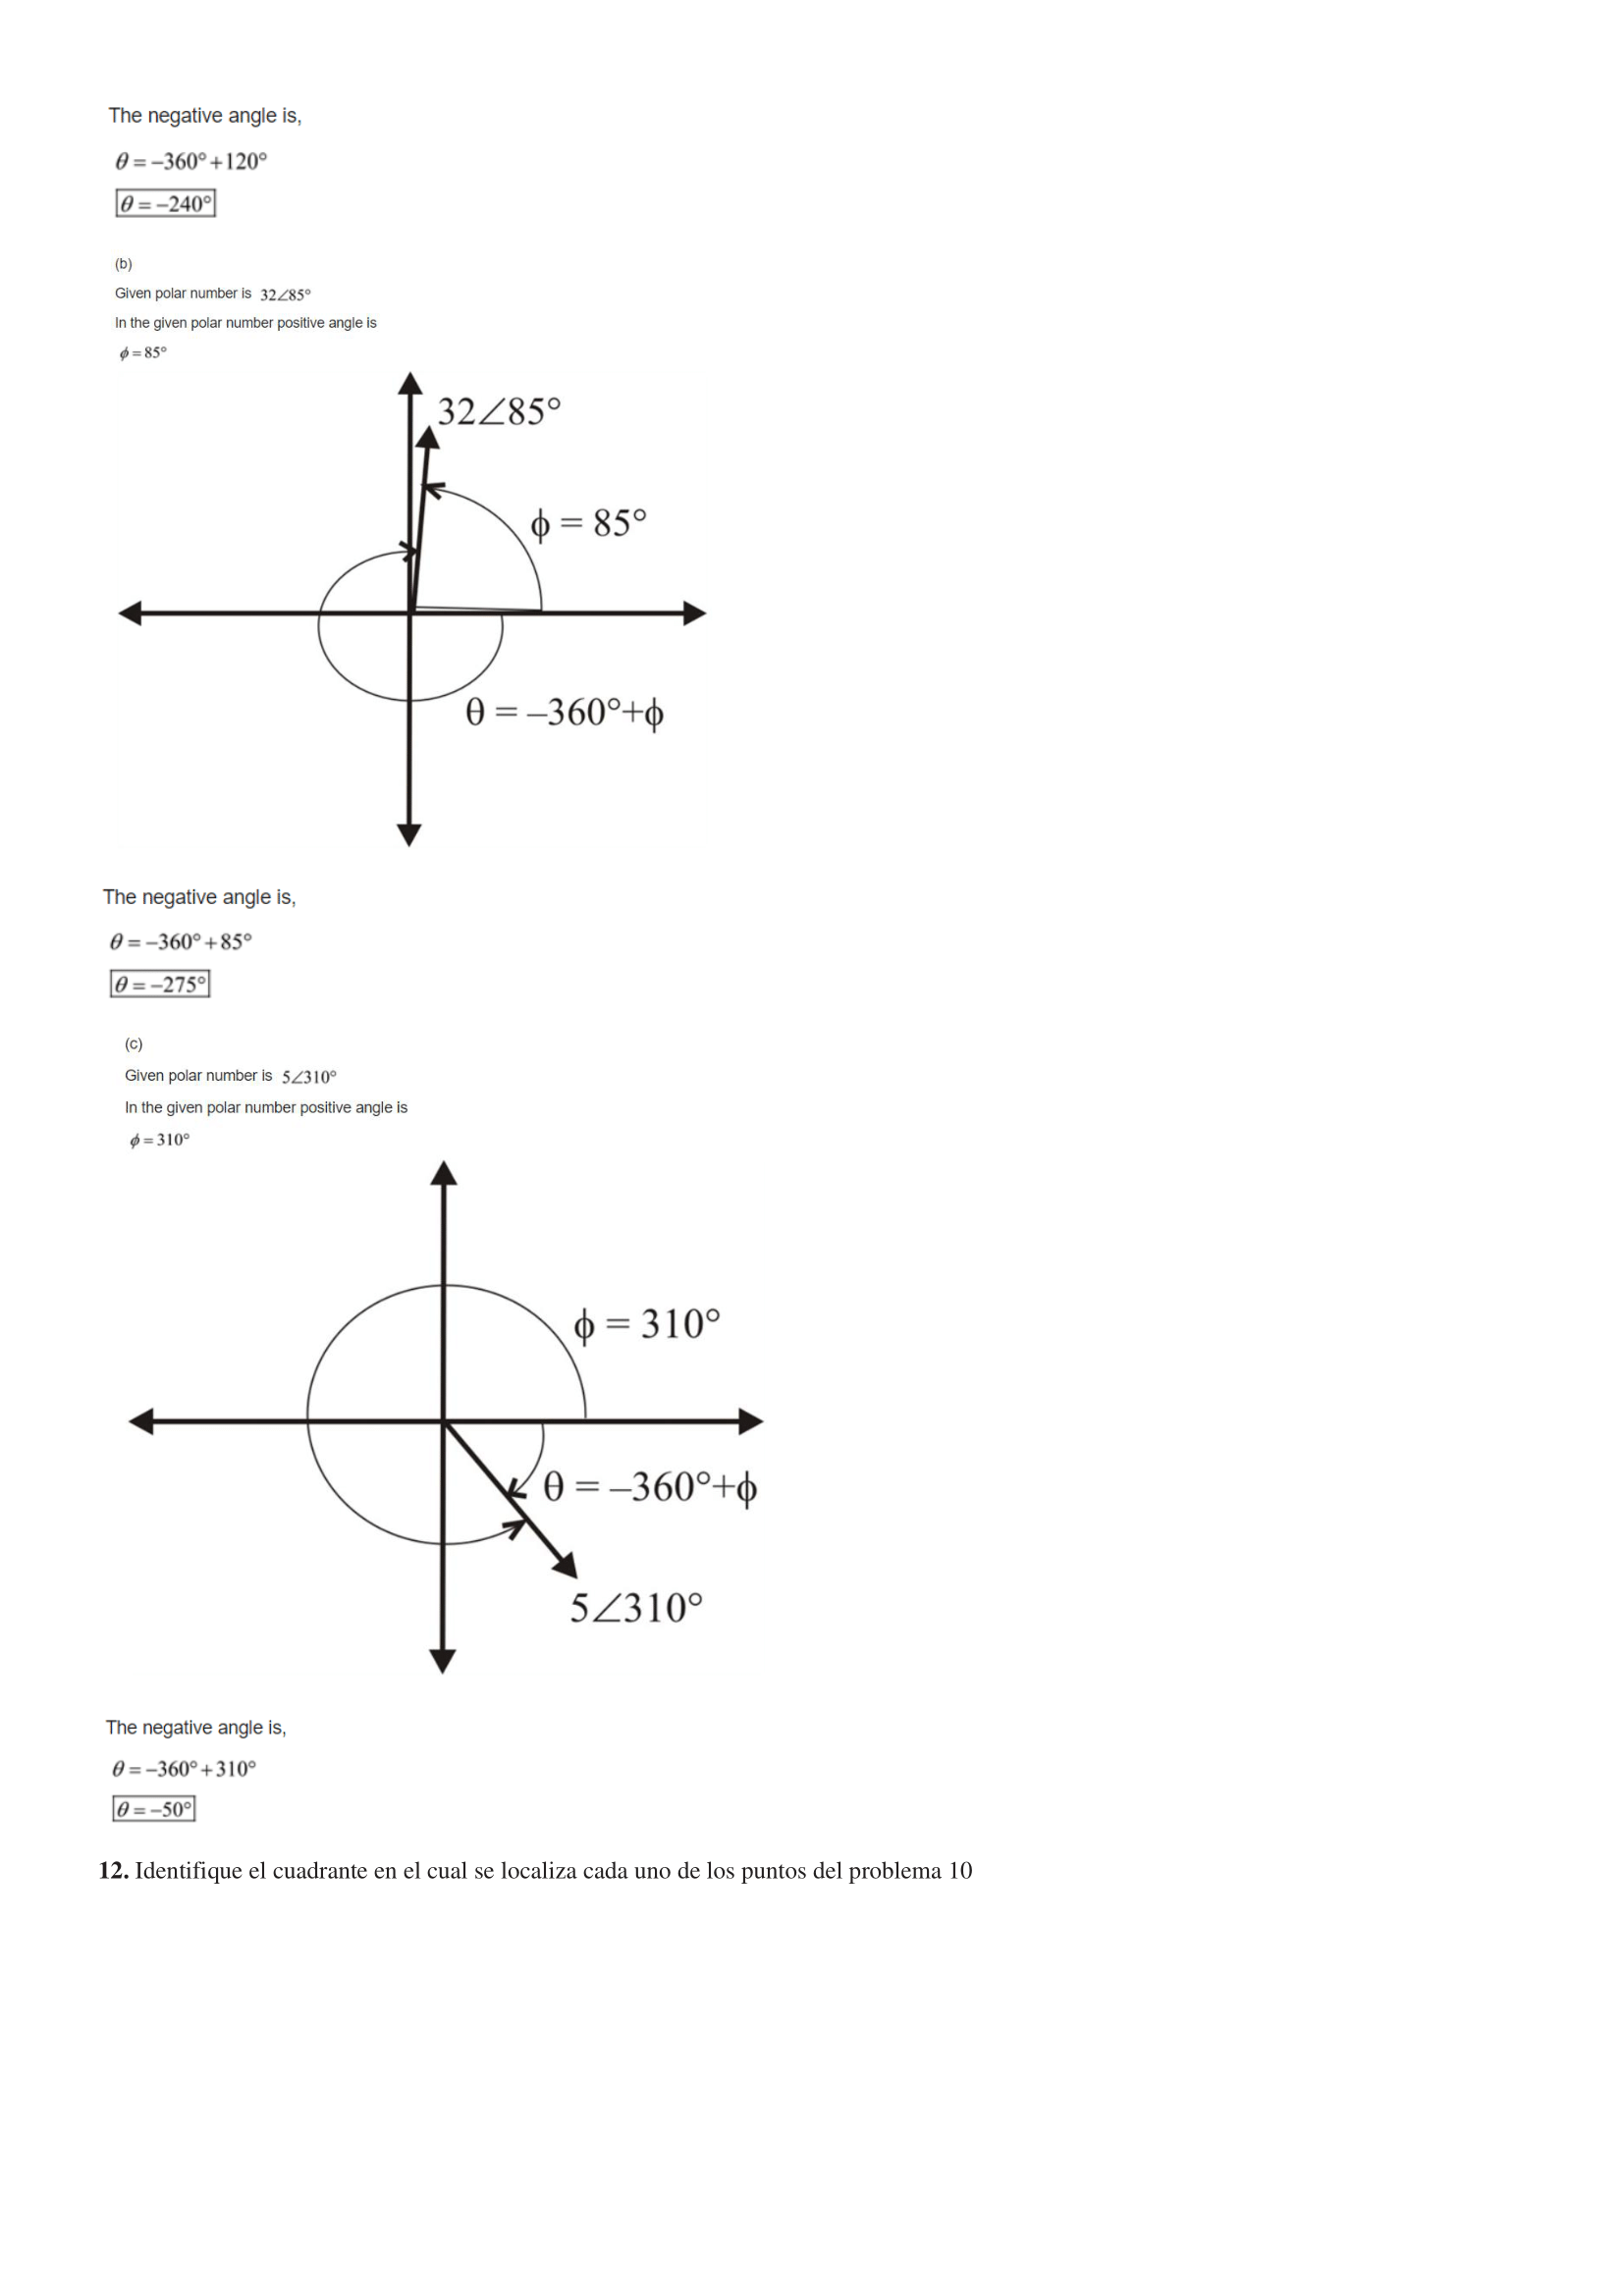 The negative angle is,
θ = –360° + 120°
θ = –240°
(b)
Given polar number is 32∠85°
In the given polar number positive angle is
ϕ = 85°
32∠85°
ϕ = 85°
θ = –360°+ϕ
The negative angle is,
θ = –360° + 85°
θ = –275°
(c)
Given polar number is 5∠310°
In the given polar number positive angle is
ϕ = 310°
ϕ = 310°
θ = –360°+ϕ
5∠310°
The negative angle is,
θ = –360° + 310°
θ = –50°
12. Identifique el cuadrante en el cual se localiza cada uno de los puntos del problema 10